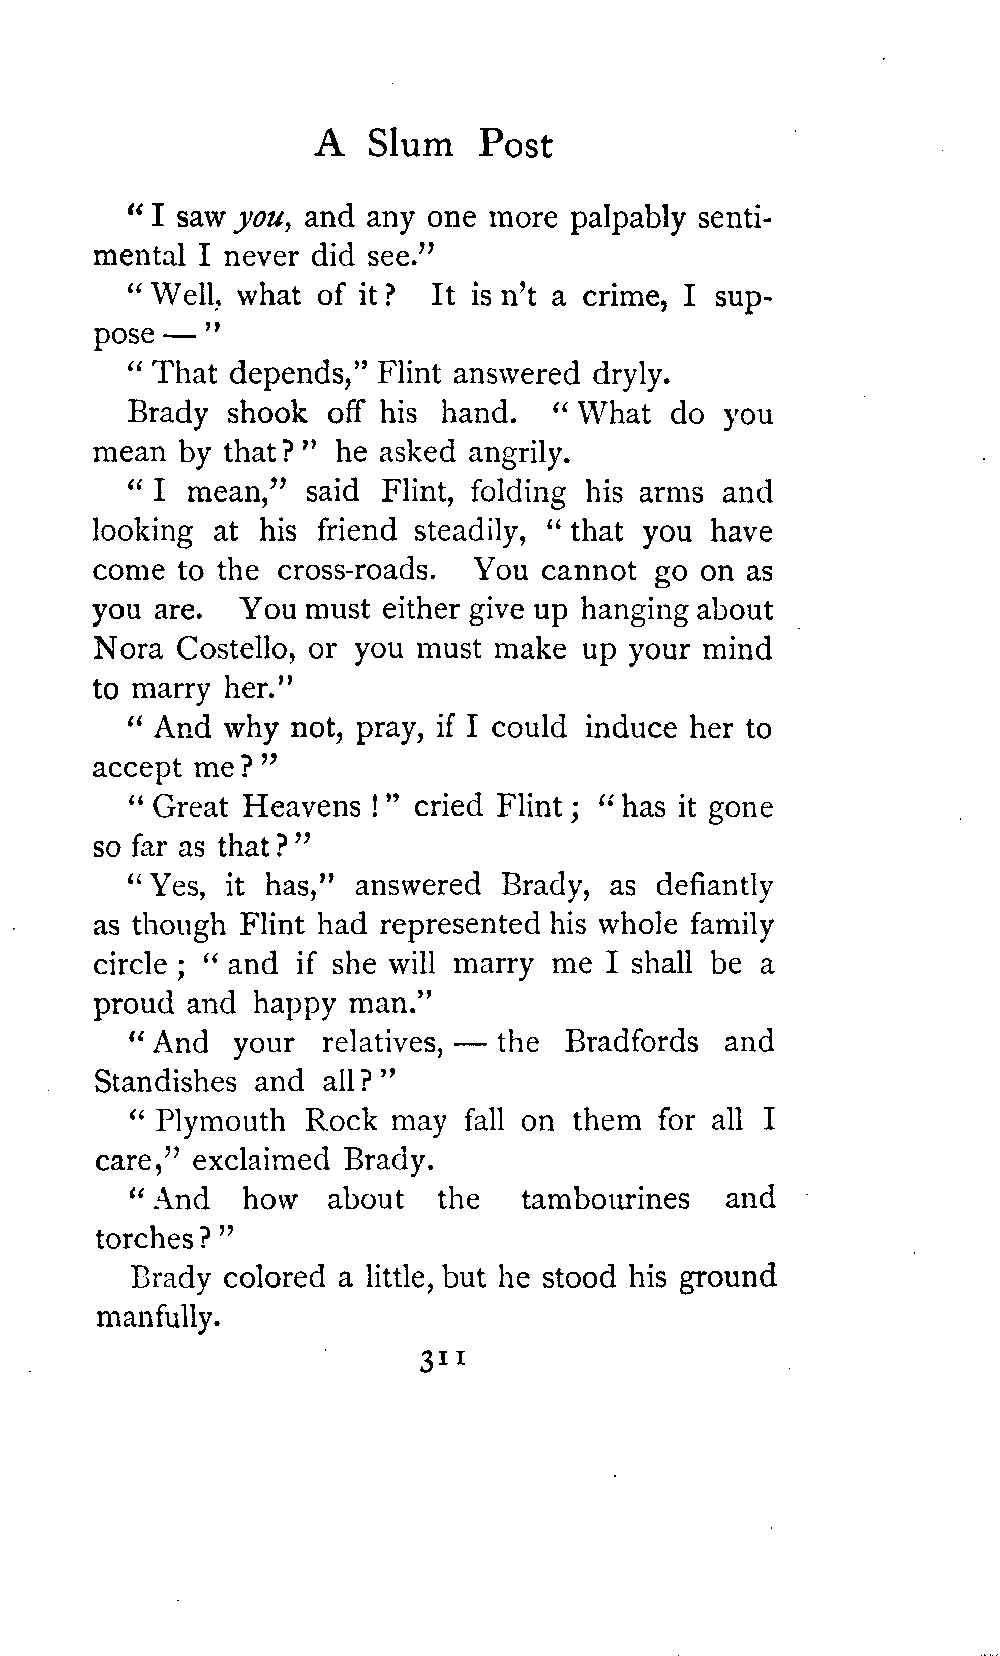 A Slum Post
“ I saw you, and any one more palpably senti-
mental I never did see.”
“ Well, what of it ? It is n’t a crime, I sup-
pose — ”
“ That depends,” Flint answered dryly.
Brady shook off his hand. “ What do you
mean by that ? ” he asked angrily.
“ I mean,” said Flint, folding his arms and
looking at his friend steadily, “ that you have
come to the cross-roads. You cannot go on as
you are. You must either give up hanging about
Nora Costello, or you must make up your mind
to marry her.”
“ And why not, pray, if I could induce her to
accept me ? ”
“ Great Heavens ! ” cried Flint ; “ has it gone
so far as that ? ”
“ Yes, it has,” answered Brady, as defiantly
as though Flint had represented his whole family
circle ; “ and if she will marry me I shall be a
proud and happy man.”
“ And your relatives, — the Bradfords and
Standishes and all ? ”
“ Plymouth Rock may fall on them for all I
care,” exclaimed Brady.
“ And how about the tambourines and
torches ? ”
Brady colored a little, but he stood his ground
manfully.
311